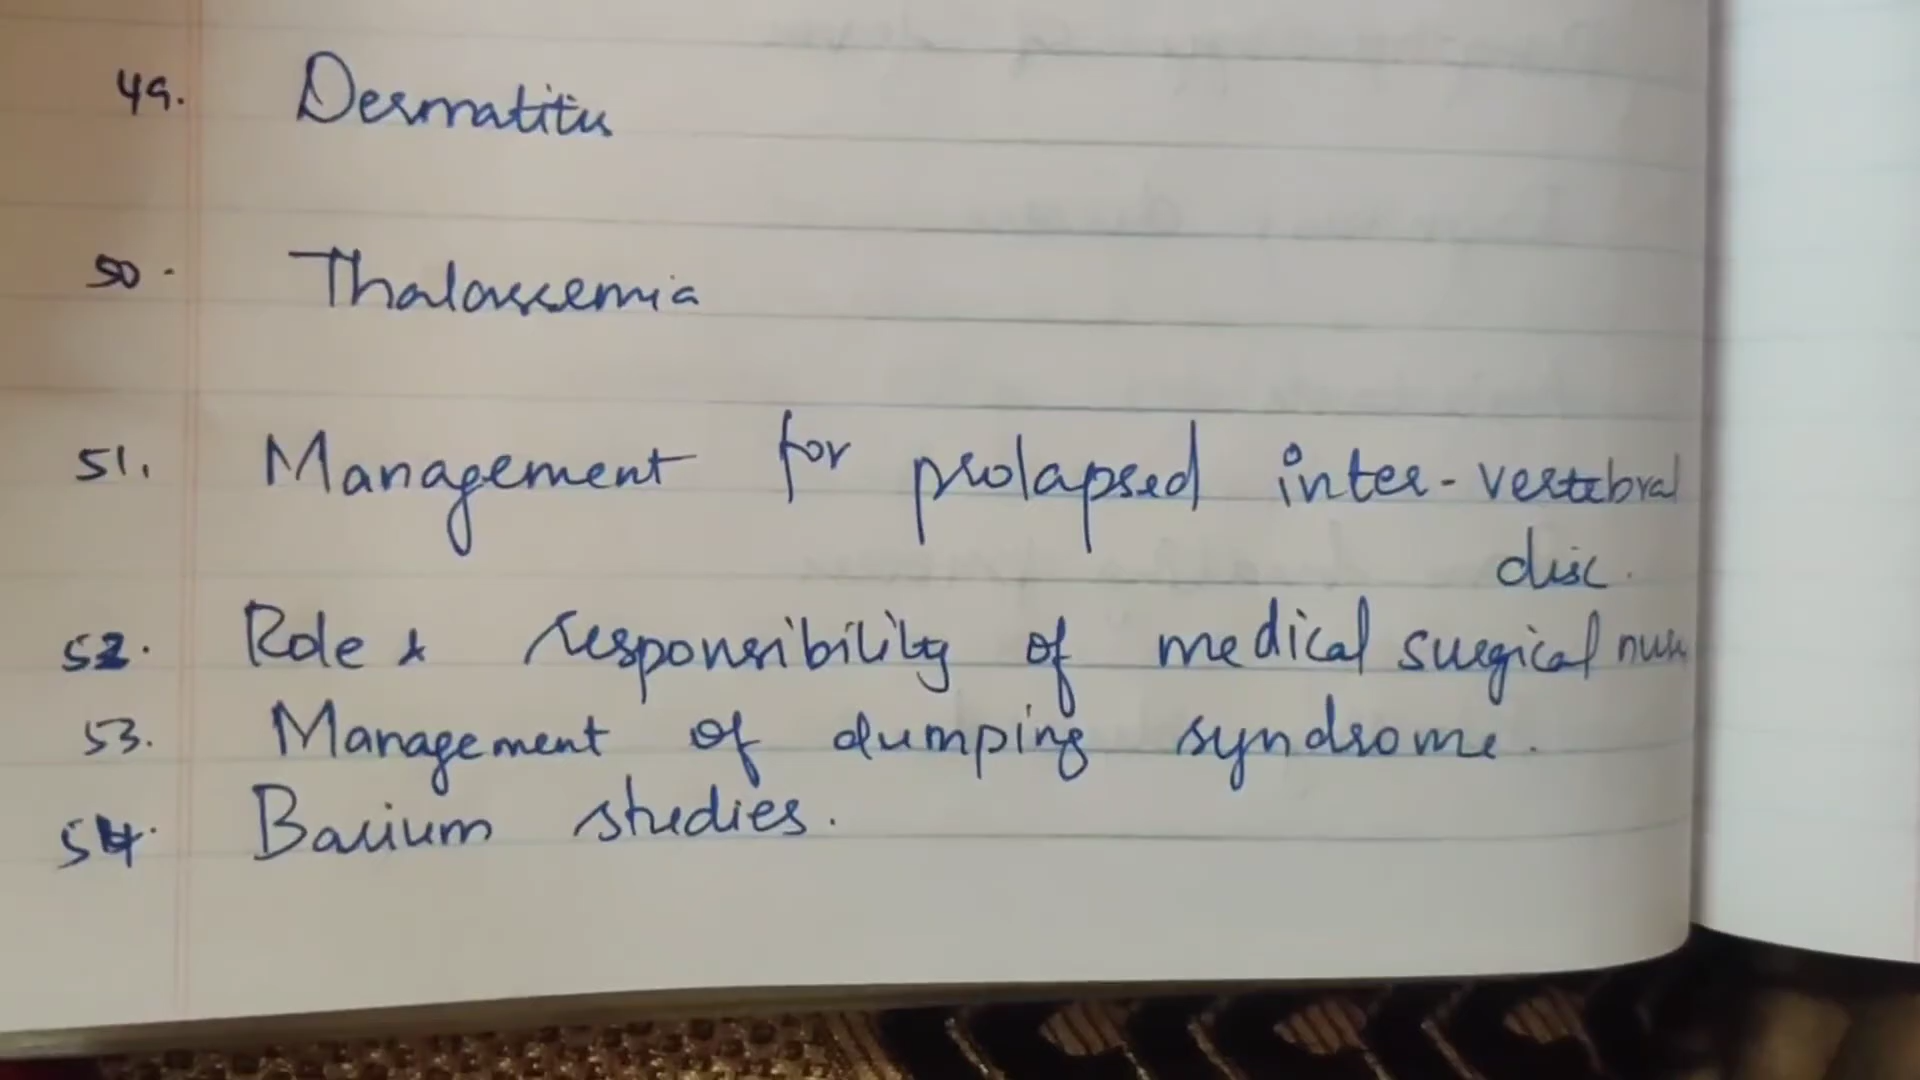 49. Dermatitis
50. Thalassemia
51. Management for prolapsed inter-vertebral
disc.
52. Role & responsibility of medical surgical
53. Management of dumping syndrome.
54. Barium studies.